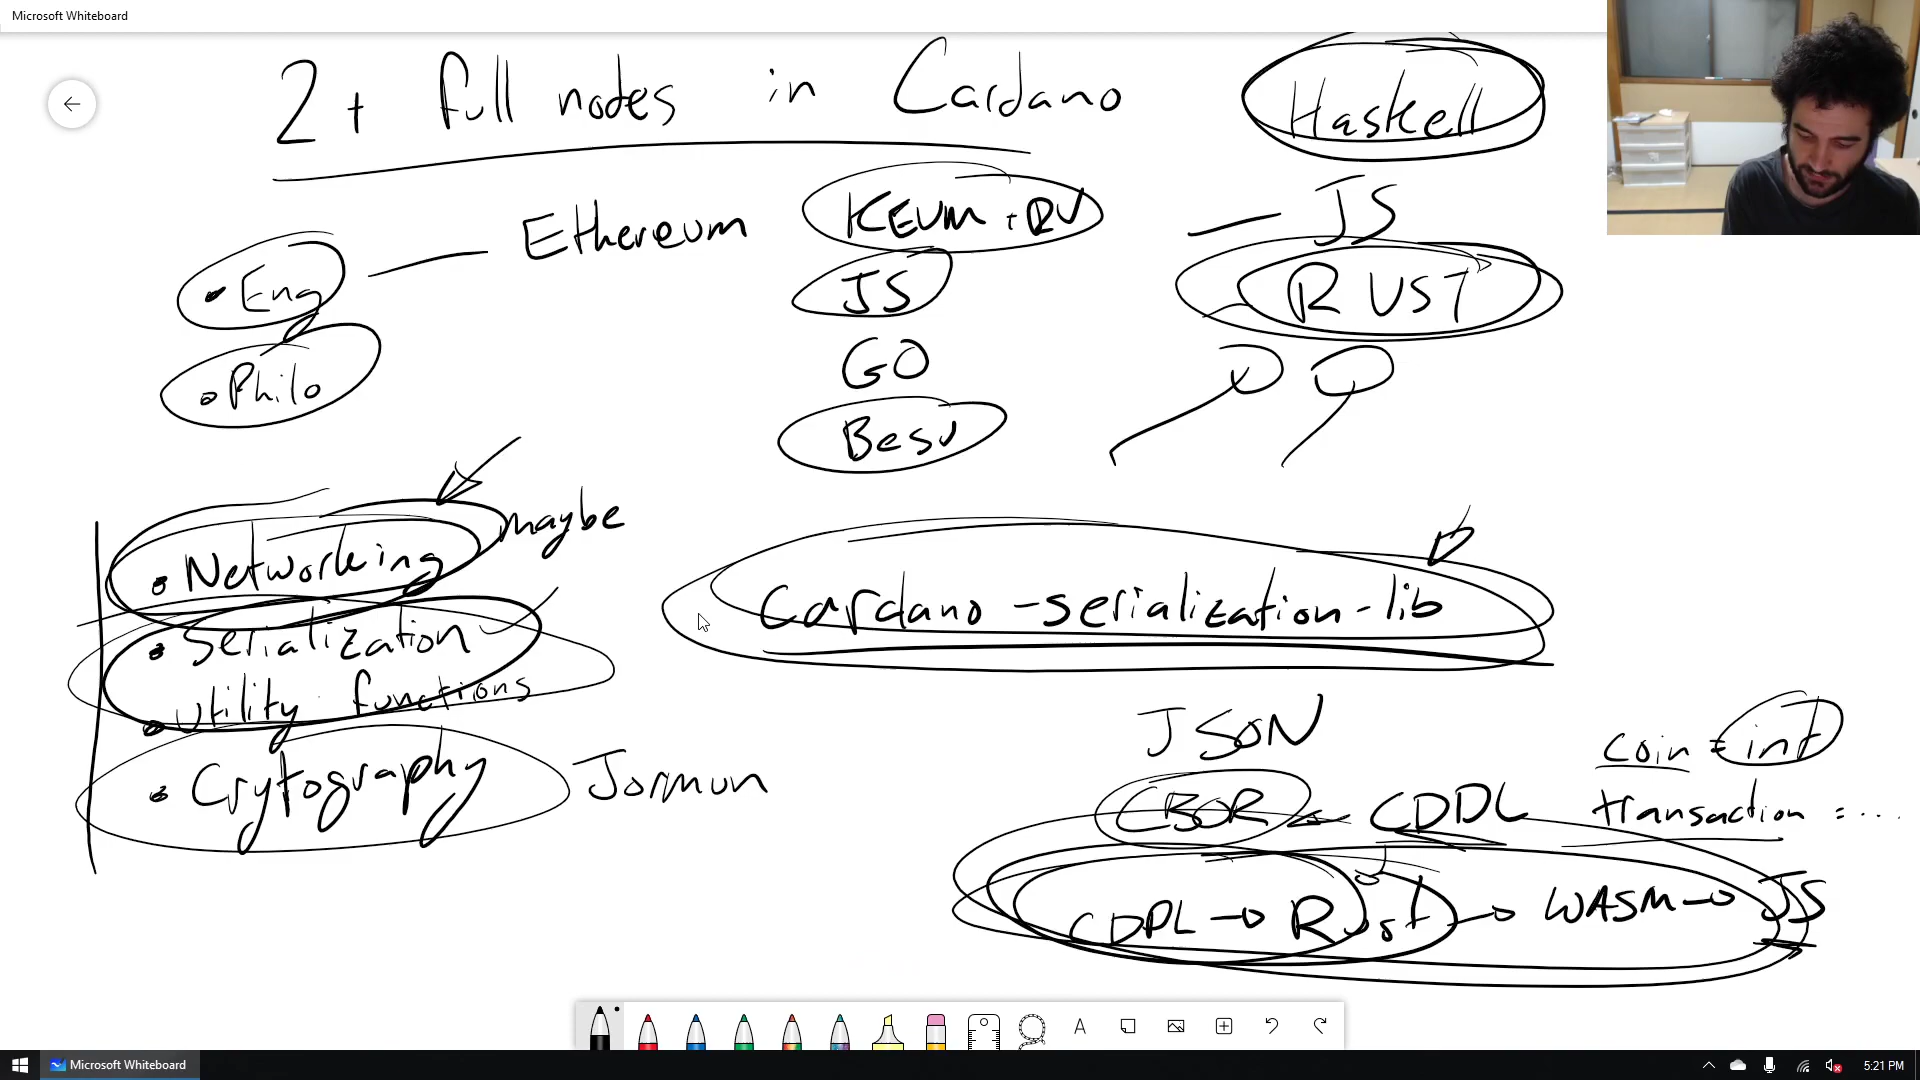 Microsoft Whiteboard
2+ full nodes in Cardano
Haskell
• Eng
Ethereum
KEVM + RV
JS
JS
RUST
• Philo
GO
Besu
• Networking
maybe
• Serialization
• utility functions
• Crytography
Jormun
Cardano-serialization-lib
JSON
CBOR
CDDL
coin = int
transaction = ...
CDDL → Rust → WASM → JS
A
Microsoft Whiteboard
5:21 PM